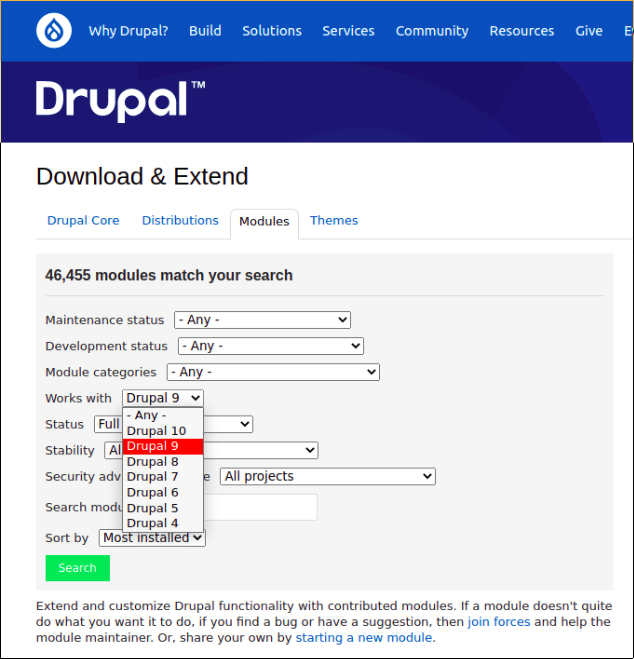 Why Drupal? Build Solutions Services Community Resources Give
Drupal™
Download & Extend
Drupal Core Distributions Modules Themes
46,455 modules match your search
Maintenance status - Any -
Development status - Any -
Module categories - Any -
Works with Drupal 9
- Any -
Drupal 10
Drupal 9
Drupal 8
Drupal 7
Drupal 6
Drupal 5
Drupal 4
Status Full
Stability Al
Security adv e All projects
Search modu
Sort by Most installed
Search
Extend and customize Drupal functionality with contributed modules. If a module doesn't quite
do what you want it to do, if you find a bug or have a suggestion, then join forces and help the
module maintainer. Or, share your own by starting a new module.